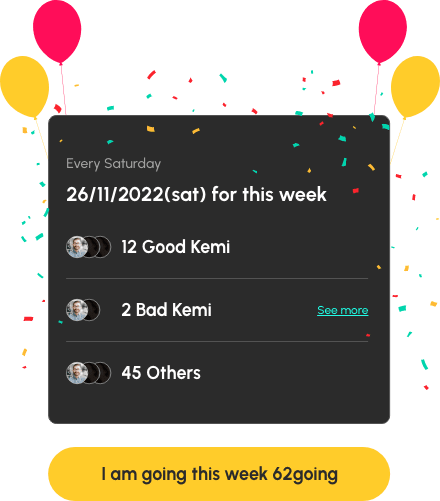 Every Saturday
26/11/2022(sat) for this week
12 Good Kemi
2 Bad Kemi See more
45 Others
I am going this week 62going